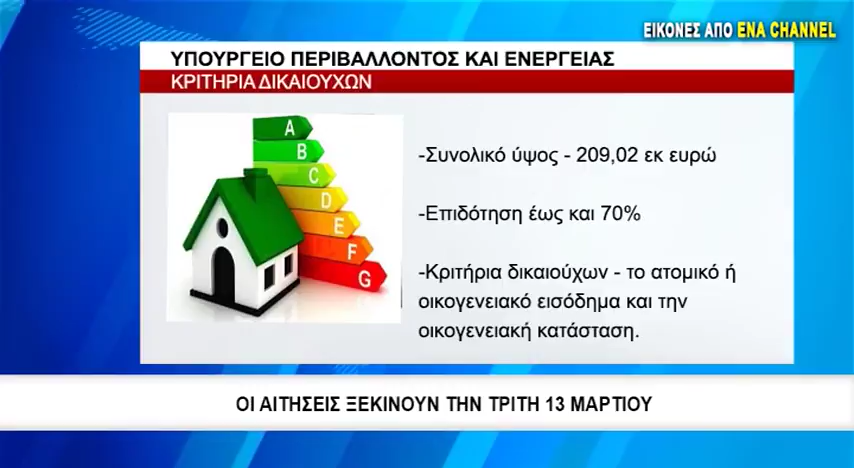 ΕΙΚΟΝΕΣ ΑΠΟ ΕΝΑ CHANNEL
ΥΠΟΥΡΓΕΙΟ ΠΕΡΙΒΑΛΛΟΝΤΟΣ ΚΑΙ ΕΝΕΡΓΕΙΑΣ
ΚΡΙΤΗΡΙΑ ΔΙΚΑΙΟΥΧΩΝ
A
B
C
D
E
F
G
-Συνολικό ύψος - 209,02 εκ ευρώ
-Επιδότηση έως και 70%
-Κριτήρια δικαιούχων - το ατομικό ή
οικογενειακό εισόδημα και την
οικογενειακή κατάσταση.
ΟΙ ΑΙΤΗΣΕΙΣ ΞΕΚΙΝΟΥΝ ΤΗΝ ΤΡΙΤΗ 13 ΜΑΡΤΙΟΥ